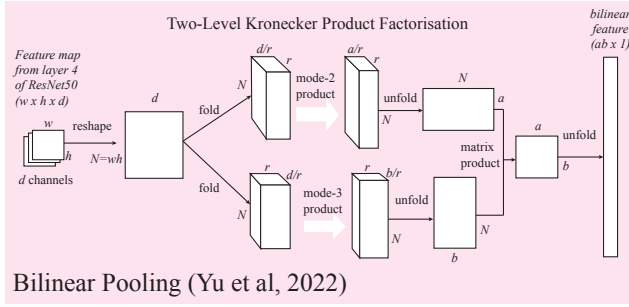 Two-Level Kronecker Product Factorisation
bilinear
feature
(ab x 1)
Feature map
from layer 4
of ResNet50
(w x h x d)
w
h
d channels
reshape
N=wh
d
fold
fold
d/r
r
N
mode-2
product
a/r
r
N
unfold
N
a
r
d/r
N
mode-3
product
r
b/r
N
unfold
N
b
matrix
product
a
b
unfold
Bilinear Pooling (Yu et al, 2022)